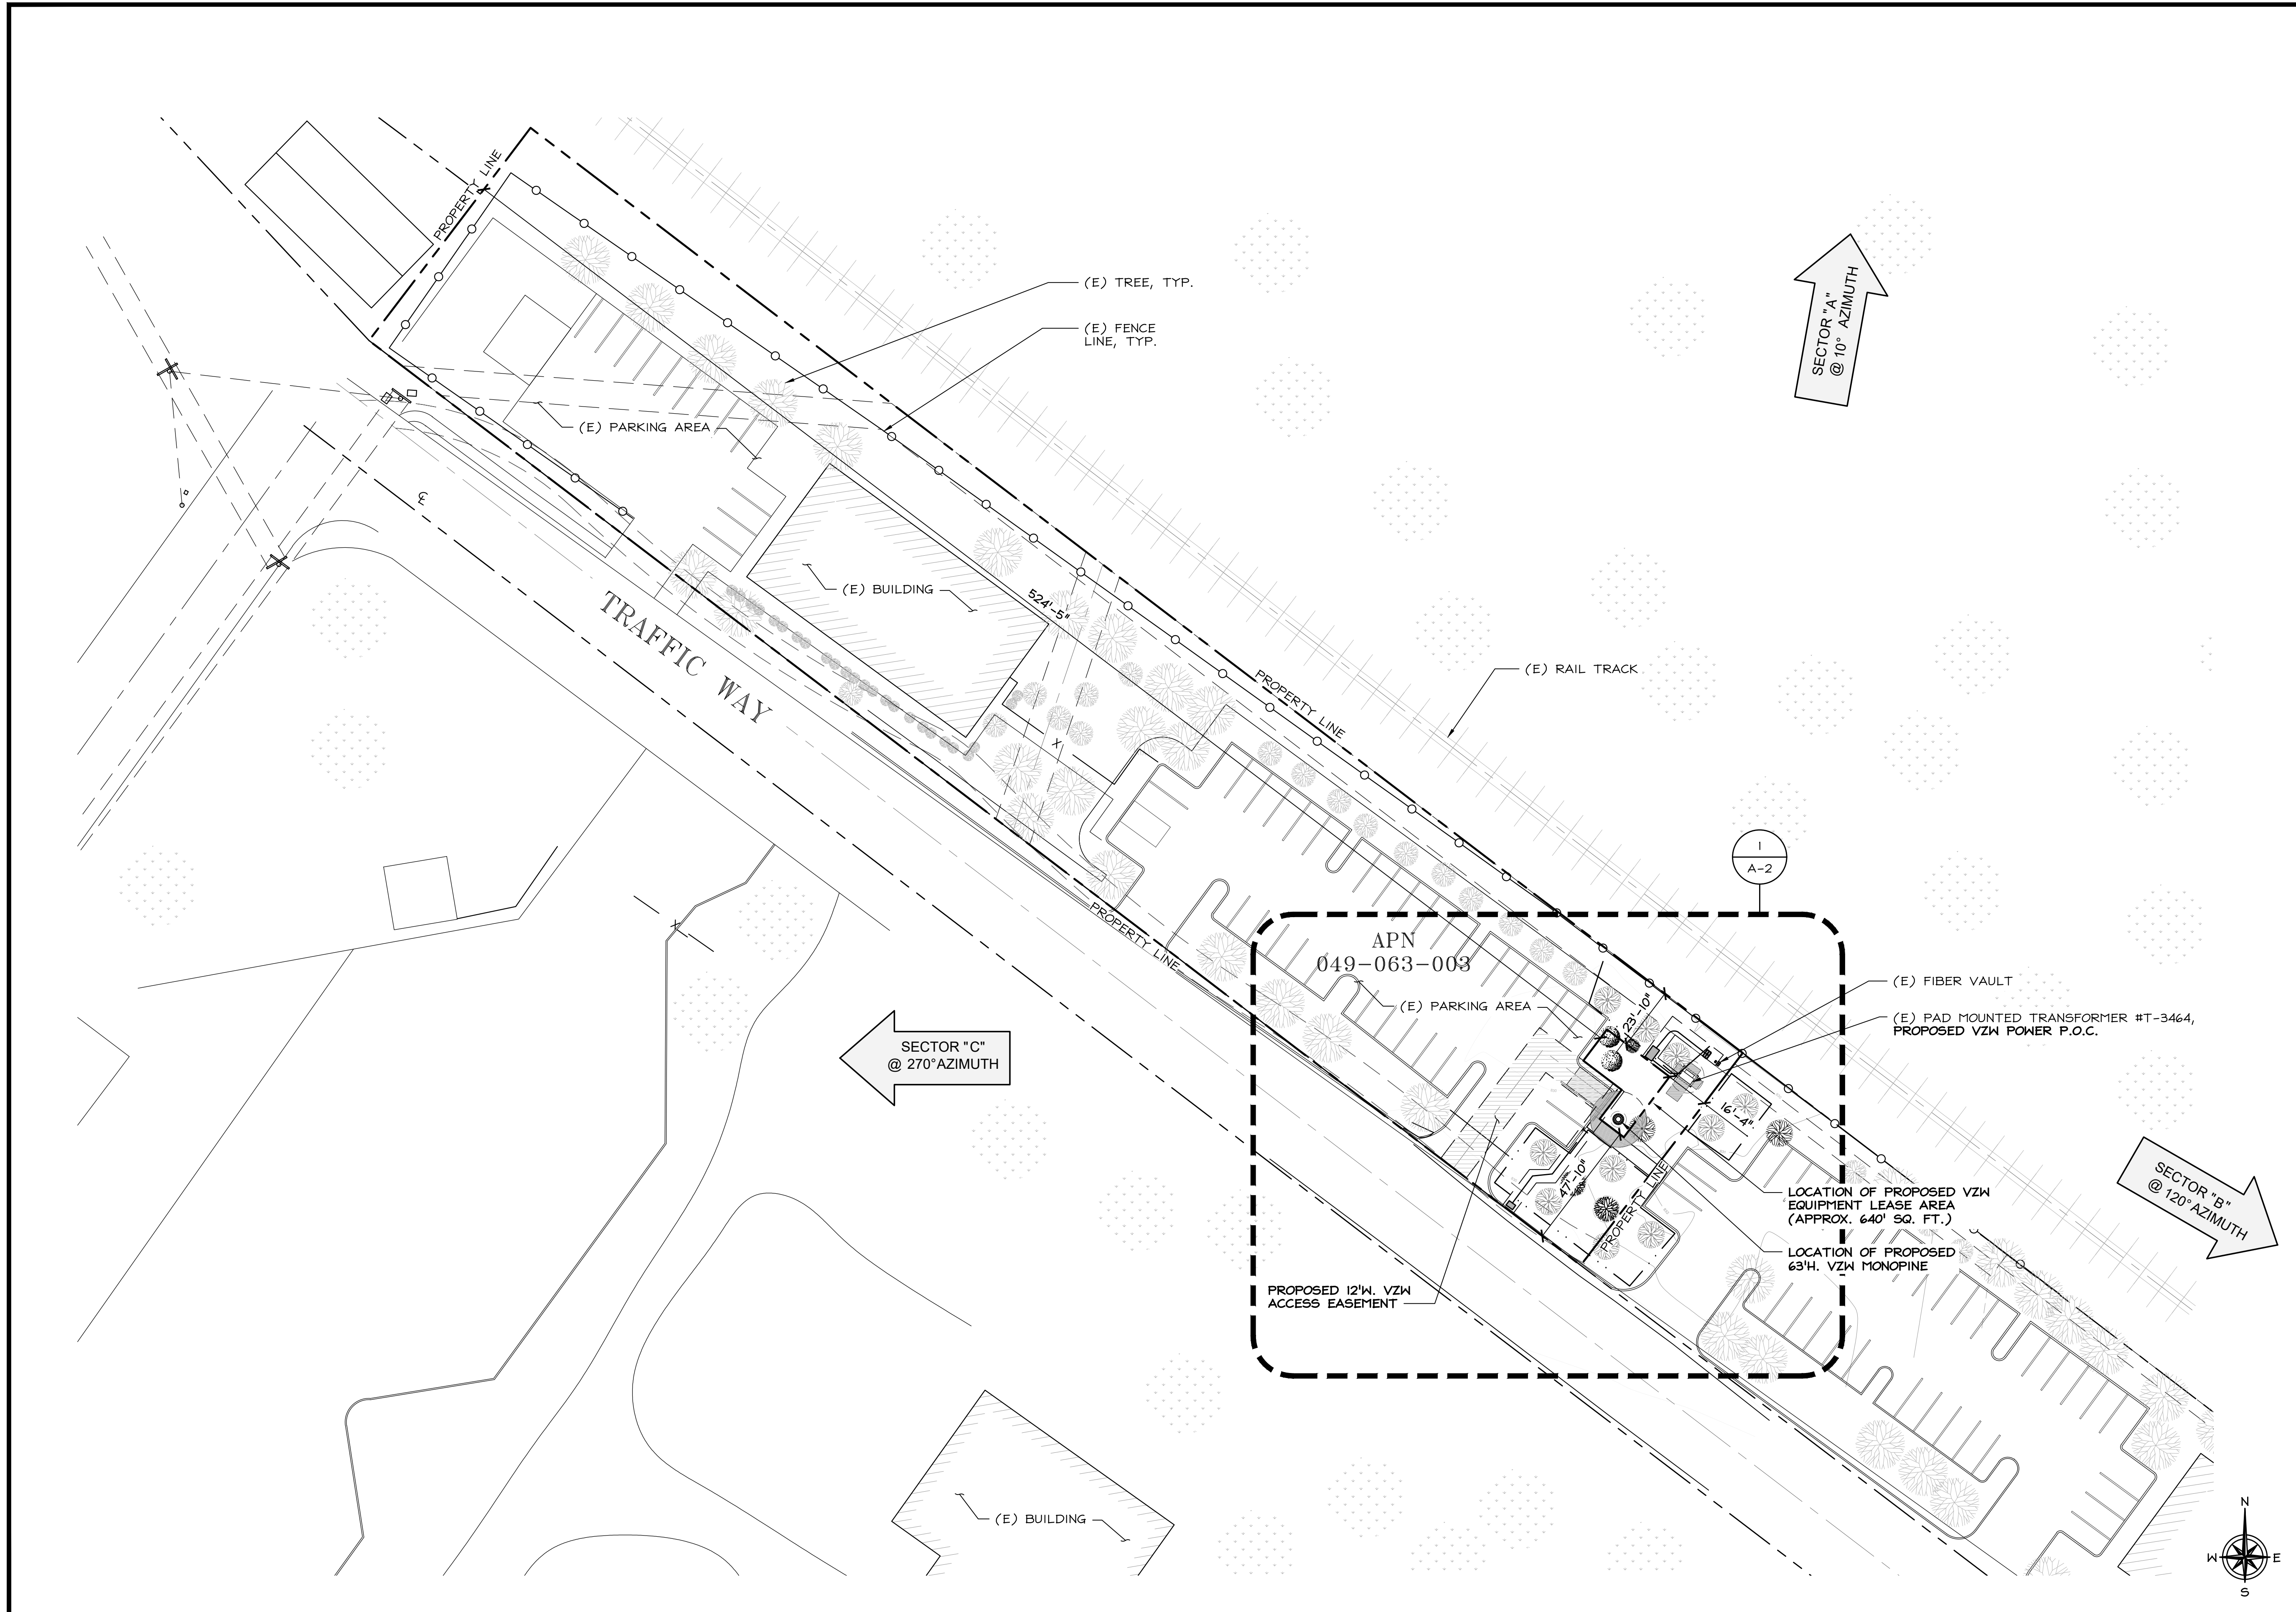 PROPERTY LINE
(E) TREE, TYP.
(E) FENCE
LINE, TYP.
SECTOR "A"
@ 10° AZIMUTH
(E) PARKING AREA
℄
(E) BUILDING
524'-5"
TRAFFIC WAY
PROPERTY LINE
(E) RAIL TRACK
X
1
A-2
PROPERTY LINE
X
APN
049-063-003
(E) PARKING AREA
23'-10"
(E) FIBER VAULT
(E) PAD MOUNTED TRANSFORMER #T-3464,
PROPOSED VZW POWER P.O.C.
SECTOR "C"
@ 270°AZIMUTH
16'-4"
47'-10"
PROPERTY LINE
LOCATION OF PROPOSED VZW
EQUIPMENT LEASE AREA
(APPROX. 640' SQ. FT.)
SECTOR "B"
@ 120°AZIMUTH
LOCATION OF PROPOSED
63'H. VZW MONOPINE
PROPOSED 12'W. VZW
ACCESS EASEMENT
(E) BUILDING
N
W
E
S